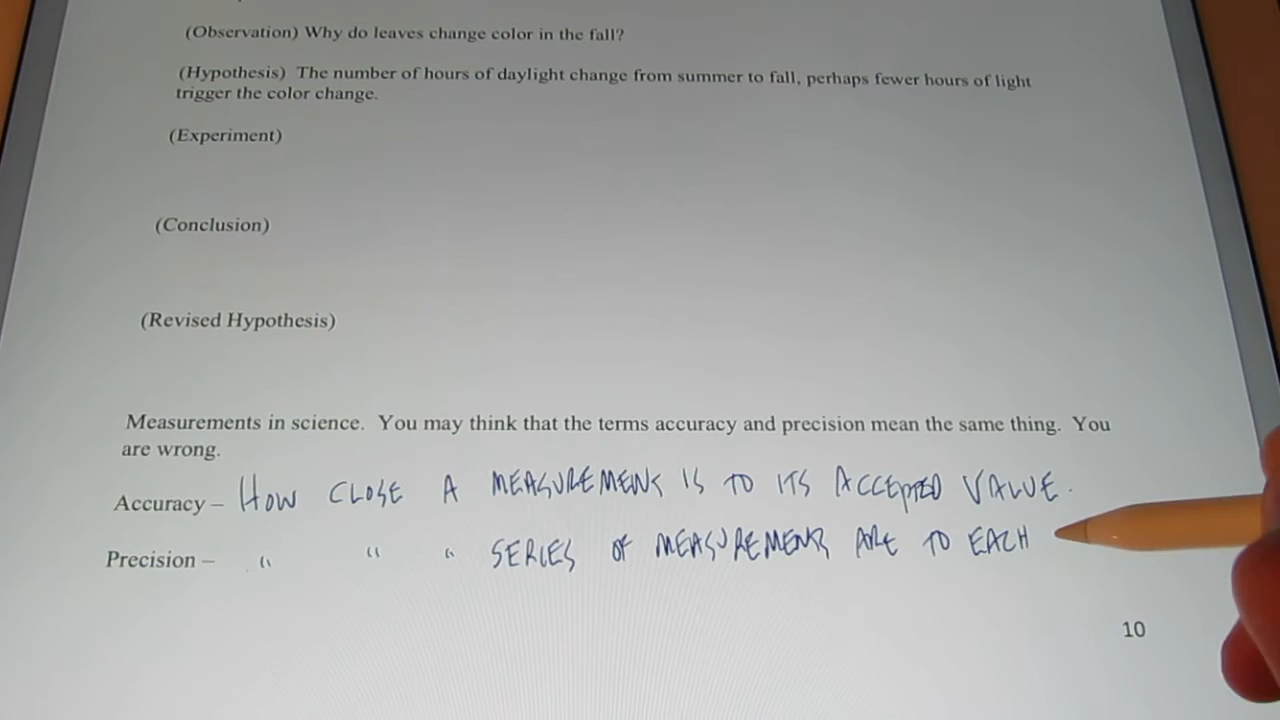 (Observation) Why do leaves change color in the fall?
(Hypothesis) The number of hours of daylight change from summer to fall, perhaps fewer hours of light
trigger the color change.
(Experiment)
(Conclusion)
(Revised Hypothesis)
Measurements in science. You may think that the terms accuracy and precision mean the same thing. You
are wrong.
Accuracy – HOW CLOSE A MEASUREMENT IS TO ITS ACCEPTED VALUE.
Precision – " " " SERIES OF MEASUREMENTS ARE TO EACH
10